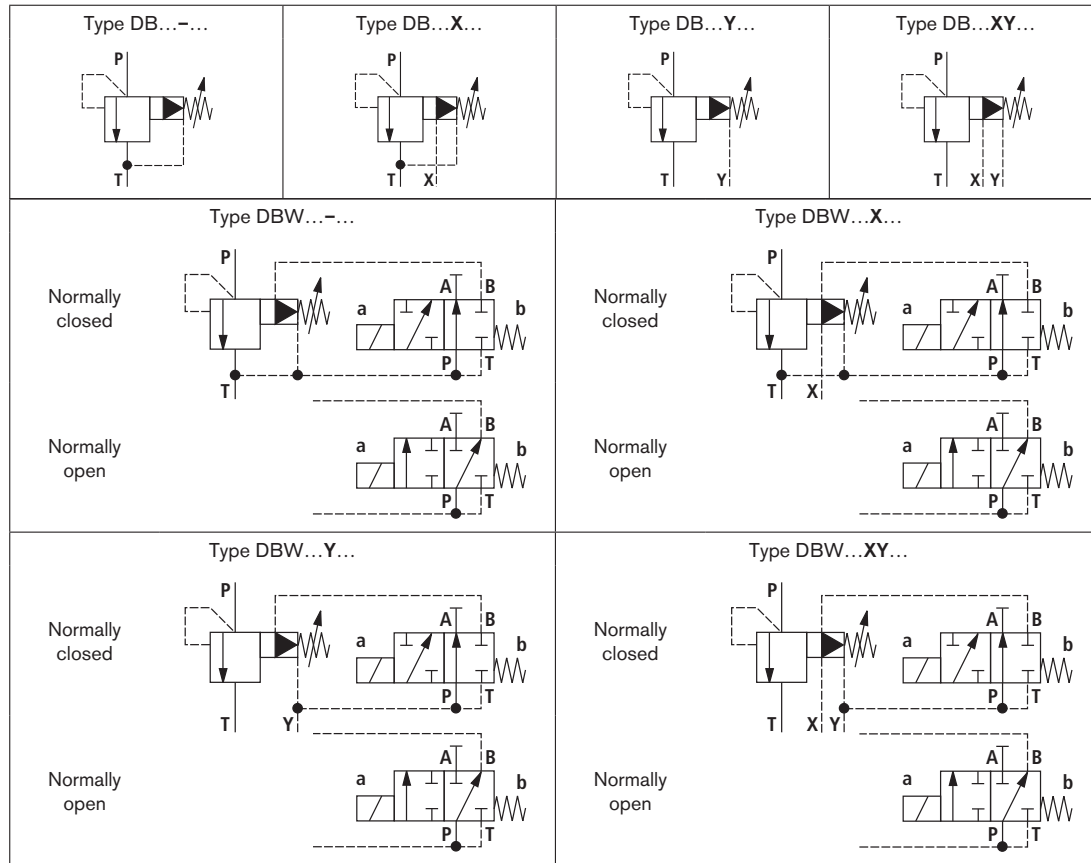 Type DB...–...
Type DB...X...
Type DB...Y...
Type DB...XY...
P
P
P
P
T
T X
T Y
T X Y
Type DBW...–...
Type DBW...X...
Normally
closed
P
A B
a b
P T
T
Normally
closed
P
A B
a b
P T
T X
Normally
open
A B
a b
P T
Normally
open
A B
a b
P T
Type DBW...Y...
Type DBW...XY...
Normally
closed
P
A B
a b
P T
T Y
Normally
closed
P
A B
a b
P T
T X Y
Normally
open
A B
a b
P T
Normally
open
A B
a b
P T